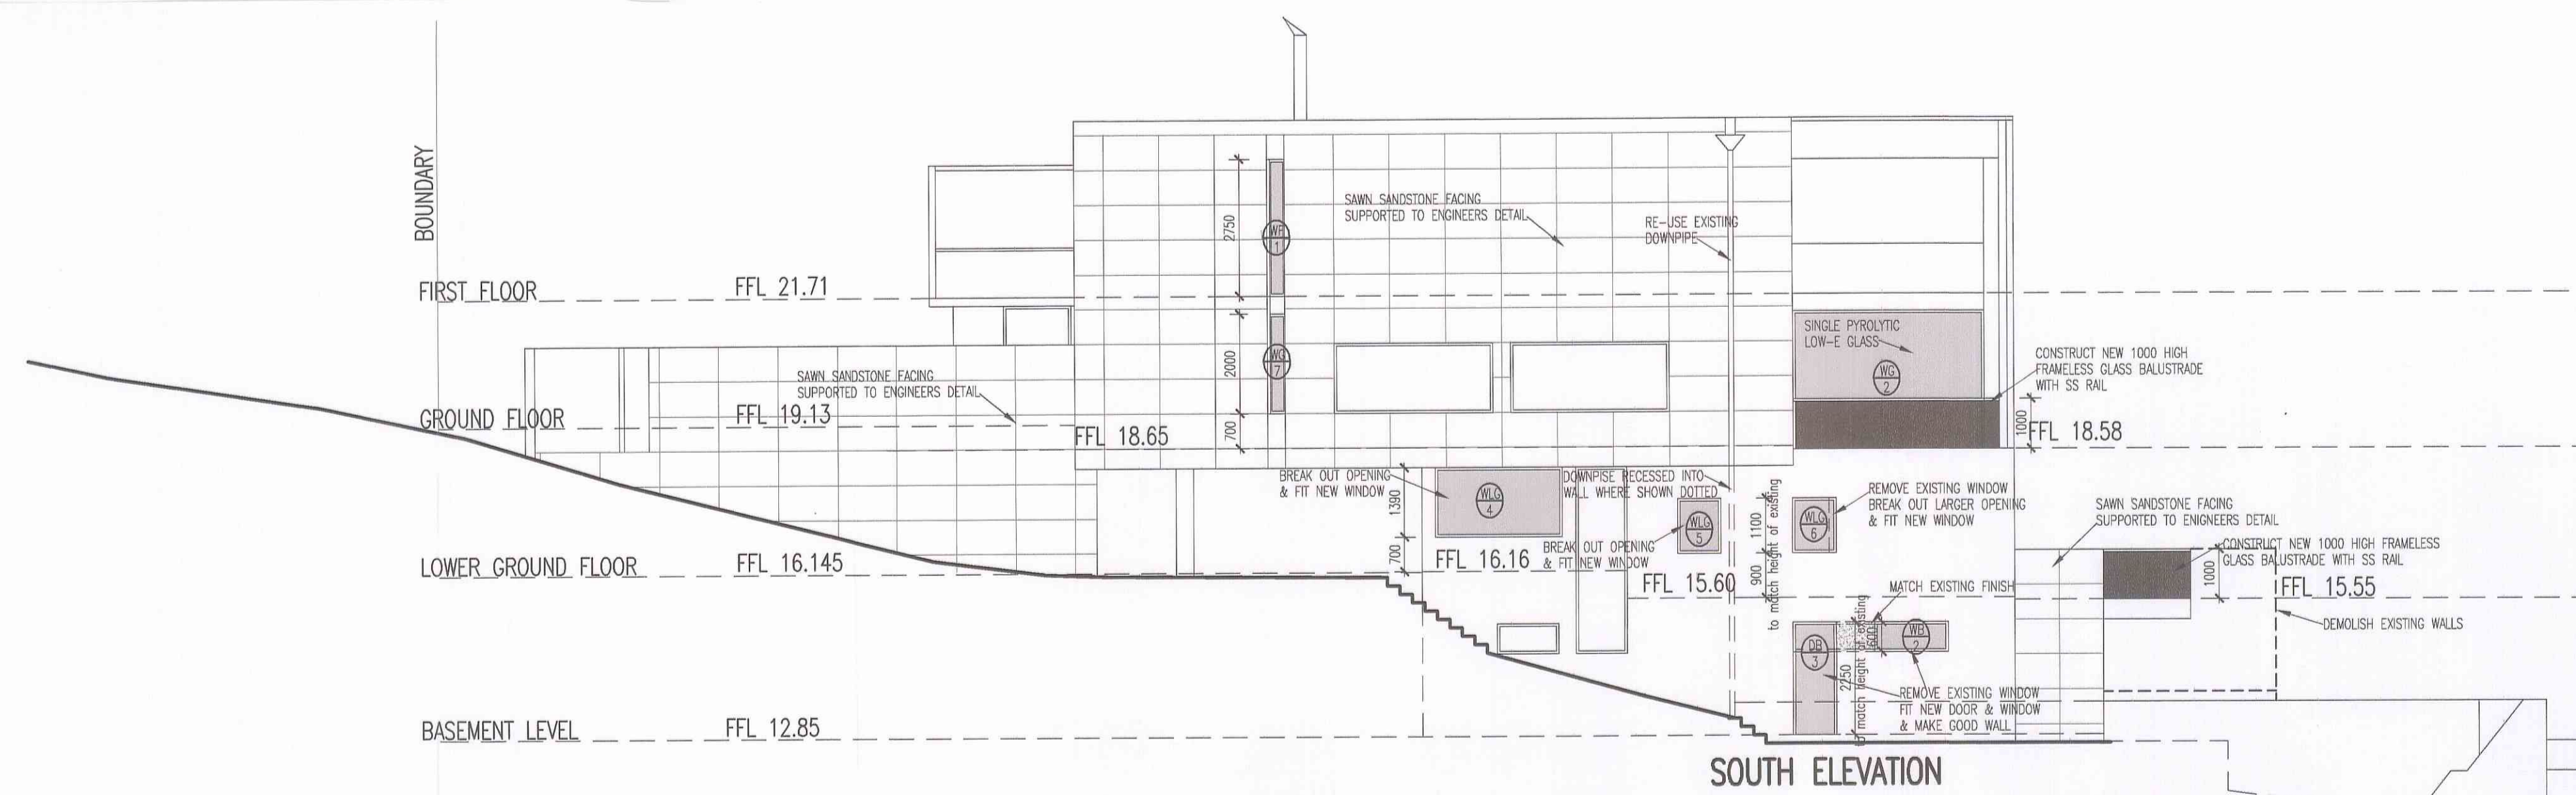 BOUNDARY
SAWN SANDSTONE FACING
SUPPORTED TO ENGINEERS DETAIL
RE-USE EXISTING
DOWNPIPE
2750
WF
1
FIRST FLOOR
FFL 21.71
SINGLE PYROLYTIC
LOW-E GLASS
WG
2
CONSTRUCT NEW 1000 HIGH
FRAMELESS GLASS BALUSTRADE
WITH SS RAIL
2000
WG
7
SAWN SANDSTONE FACING
SUPPORTED TO ENGINEERS DETAIL
GROUND FLOOR
FFL 19.13
FFL 18.65
700
1000
FFL 18.58
BREAK OUT OPENING
& FIT NEW WINDOW
1390
WLG
4
DOWNPISE RECESSED INTO
WALL WHERE SHOWN DOTTED
WLG
5
1100
to match height of existing
WLG
6
REMOVE EXISTING WINDOW
BREAK OUT LARGER OPENING
& FIT NEW WINDOW
SAWN SANDSTONE FACING
SUPPORTED TO ENIGNEERS DETAIL
CONSTRUCT NEW 1000 HIGH FRAMELESS
GLASS BALUSTRADE WITH SS RAIL
LOWER GROUND FLOOR
FFL 16.145
700
FFL 16.16
BREAK OUT OPENING
& FIT NEW WINDOW
FFL 15.60
900
MATCH EXISTING FINISH
1000
FFL 15.55
DEMOLISH EXISTING WALLS
DB
3
600
WB
2
2250
to match height of existing
REMOVE EXISTING WINDOW
FIT NEW DOOR & WINDOW
& MAKE GOOD WALL
BASEMENT LEVEL
FFL 12.85
SOUTH ELEVATION